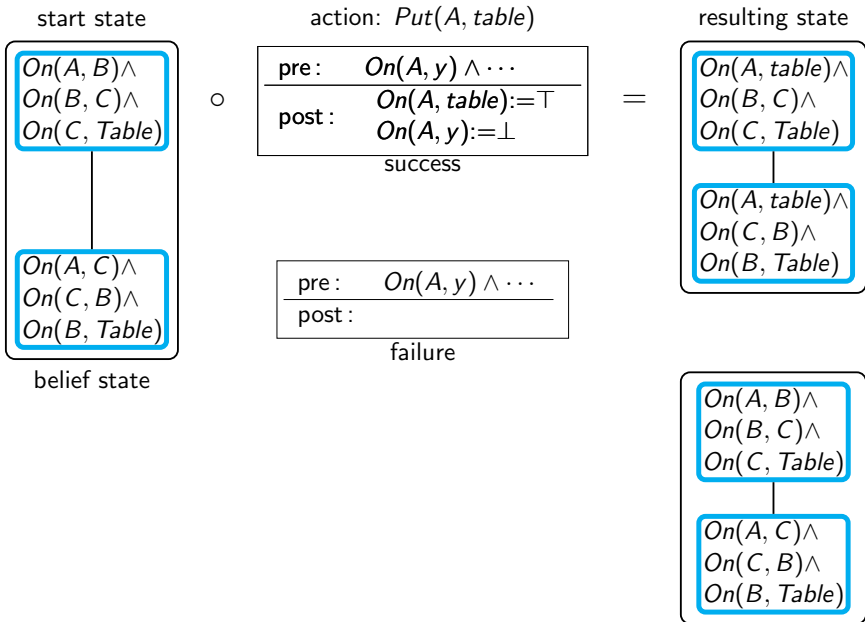 start state
action: Put(A, table)
resulting state
On(A, B)∧
On(B, C)∧
On(C, Table)
∘
pre: On(A, y) ∧ ···
post: On(A, table):=⊤
On(A, y):=⊥
success
=
On(A, table)∧
On(B, C)∧
On(C, Table)
On(A, table)∧
On(C, B)∧
On(B, Table)
On(A, C)∧
On(C, B)∧
On(B, Table)
belief state
pre: On(A, y) ∧ ···
post:
failure
On(A, B)∧
On(B, C)∧
On(C, Table)
On(A, C)∧
On(C, B)∧
On(B, Table)